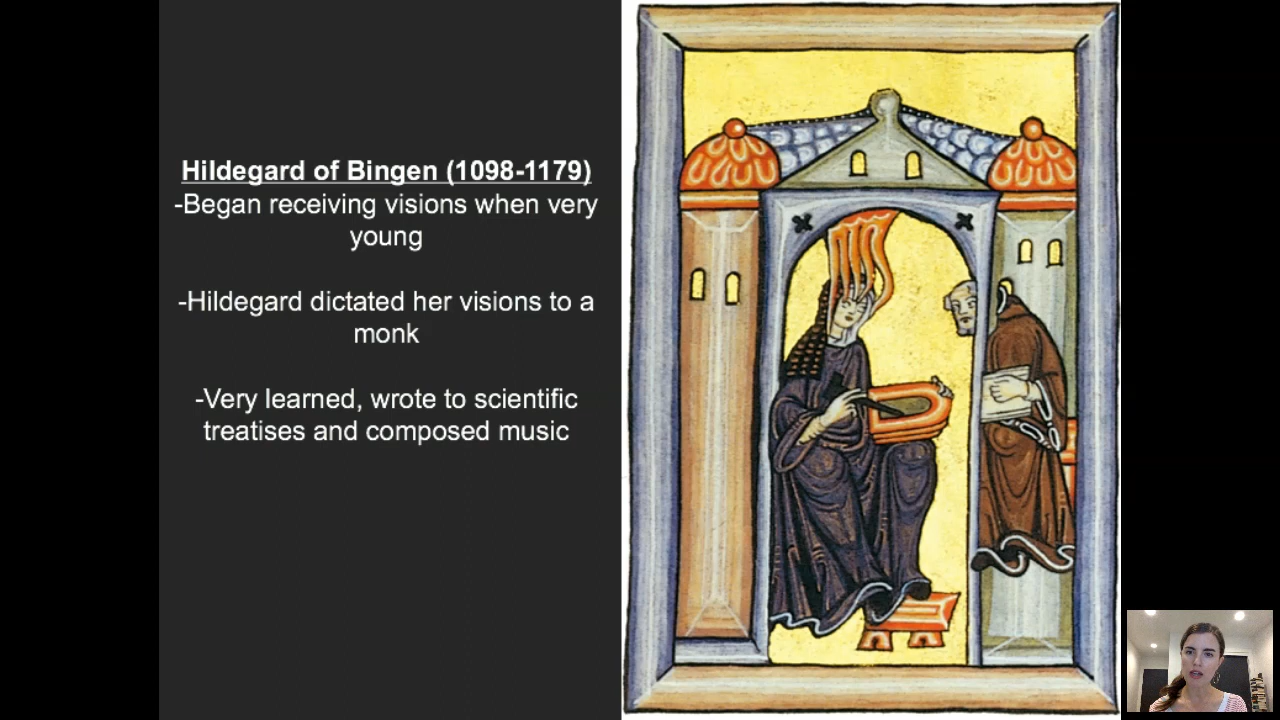 Hildegard of Bingen (1098-1179)
-Began receiving visions when very
young
-Hildegard dictated her visions to a
monk
-Very learned, wrote to scientific
treatises and composed music